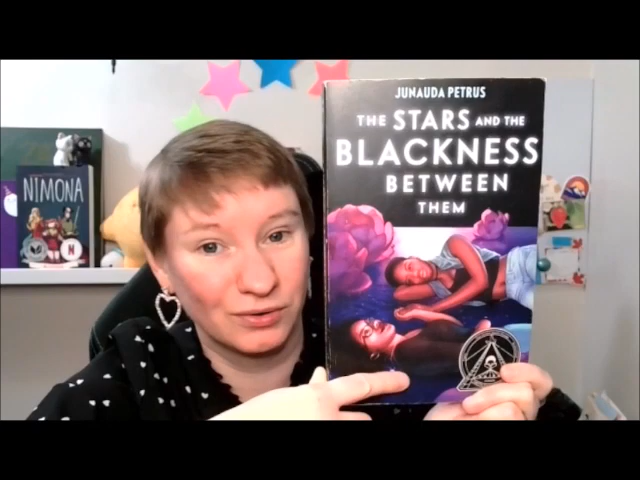 JUNAUDA PETRUS
THE STARS AND THE
BLACKNESS
BETWEEN
THEM
NIMONA
N